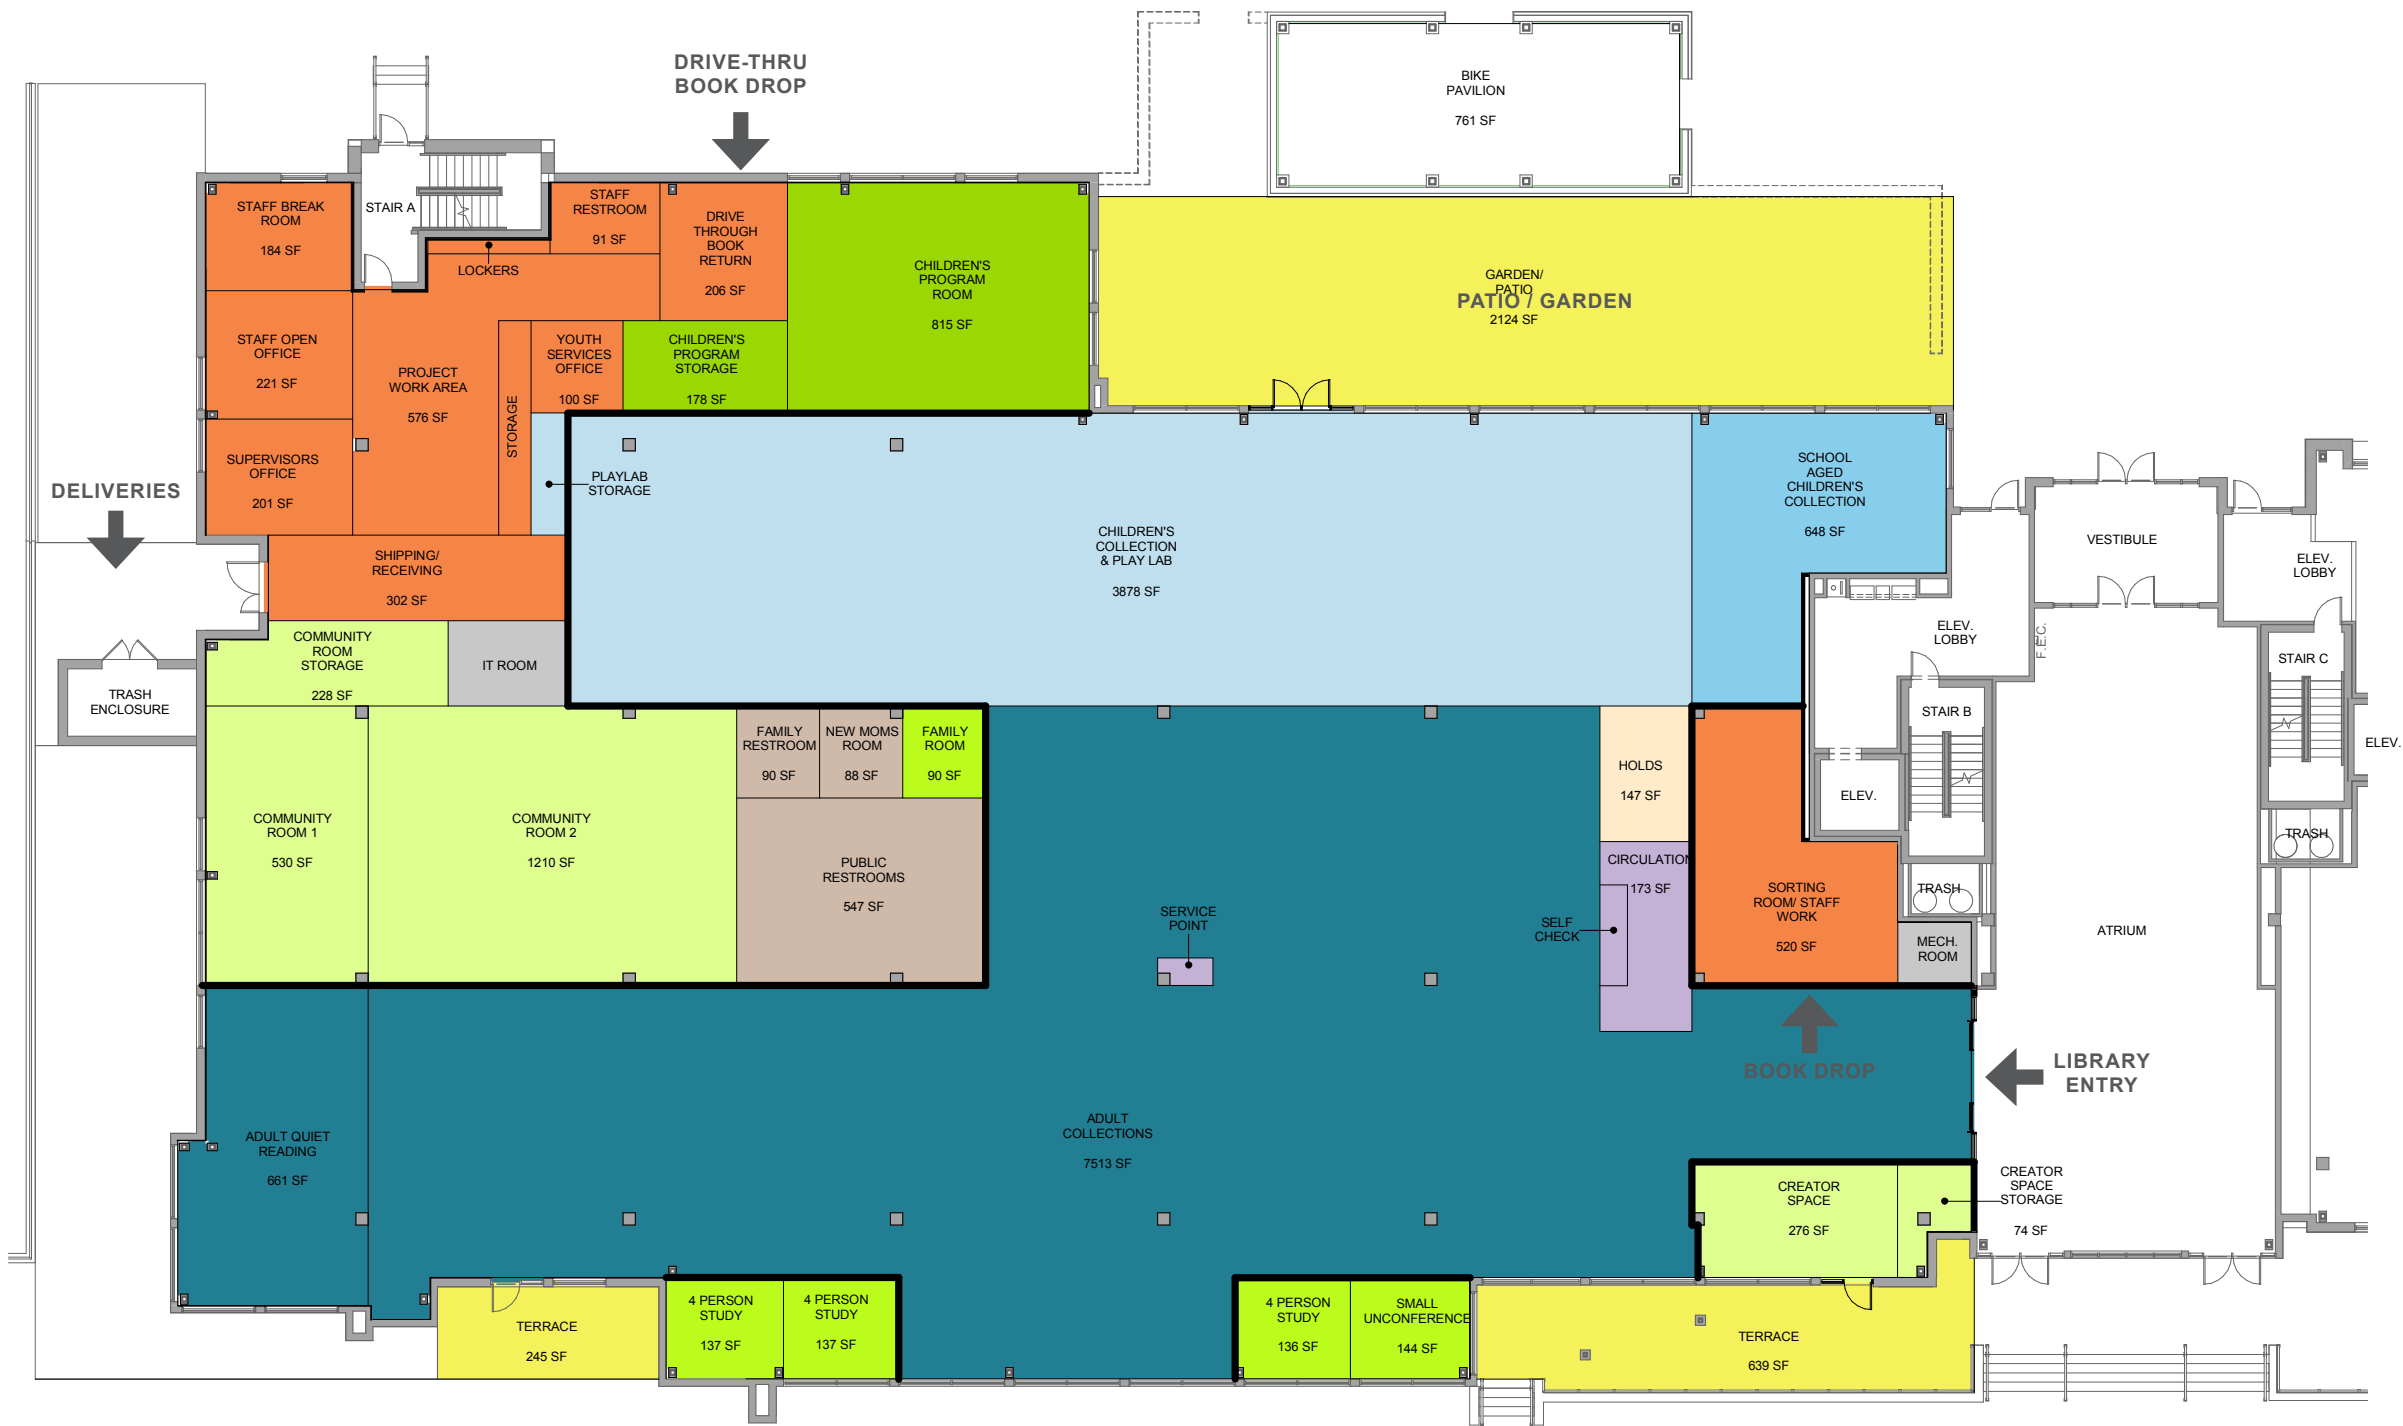 DRIVE-THRU
BOOK DROP
BIKE
PAVILION
761 SF
STAFF BREAK
ROOM
184 SF
STAIR A
STAFF
RESTROOM
91 SF
LOCKERS
DRIVE
THROUGH
BOOK
RETURN
206 SF
CHILDREN'S
PROGRAM
ROOM
815 SF
GARDEN/
PATIO
PATIO / GARDEN
2124 SF
STAFF OPEN
OFFICE
221 SF
PROJECT
WORK AREA
576 SF
STORAGE
YOUTH
SERVICES
OFFICE
100 SF
CHILDREN'S
PROGRAM
STORAGE
178 SF
SUPERVISORS
OFFICE
201 SF
PLAYLAB
STORAGE
DELIVERIES
SCHOOL
AGED
CHILDREN'S
COLLECTION
648 SF
CHILDREN'S
COLLECTION
& PLAY LAB
3878 SF
VESTIBULE
ELEV.
LOBBY
SHIPPING/
RECEIVING
302 SF
COMMUNITY
ROOM
STORAGE
228 SF
IT ROOM
ELEV.
LOBBY
F.E.C.
STAIR C
TRASH
ENCLOSURE
STAIR B
ELEV.
FAMILY
RESTROOM
90 SF
NEW MOMS
ROOM
88 SF
FAMILY
ROOM
90 SF
HOLDS
147 SF
ELEV.
COMMUNITY
ROOM 1
530 SF
COMMUNITY
ROOM 2
1210 SF
PUBLIC
RESTROOMS
547 SF
CIRCULATION
173 SF
SELF
CHECK
SERVICE
POINT
SORTING
ROOM/ STAFF
WORK
520 SF
TRASH
TRASH
MECH.
ROOM
ATRIUM
BOOK DROP
LIBRARY
ENTRY
ADULT QUIET
READING
661 SF
ADULT
COLLECTIONS
7513 SF
CREATOR
SPACE
276 SF
CREATOR
SPACE
STORAGE
74 SF
TERRACE
245 SF
4 PERSON
STUDY
137 SF
4 PERSON
STUDY
137 SF
4 PERSON
STUDY
136 SF
SMALL
UNCONFERENCE
144 SF
TERRACE
639 SF